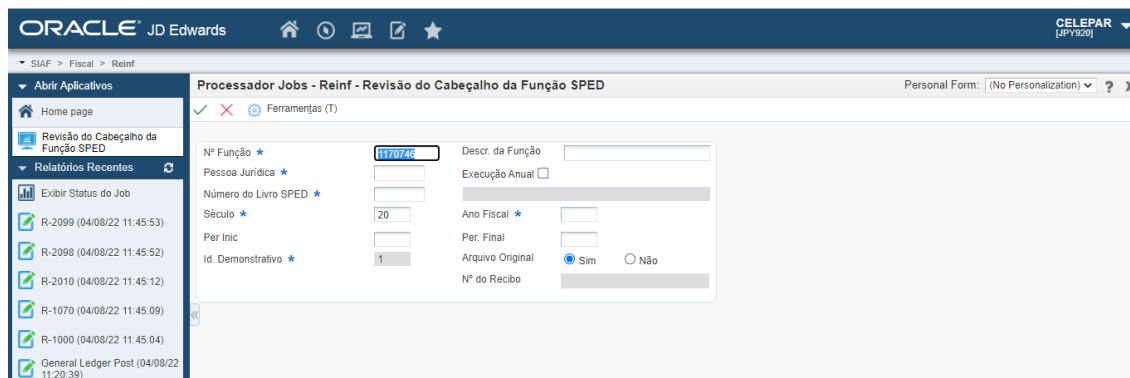 ORACLE JD Edwards
CELEPAR
[JPY920]
SIAF > Fiscal > Reinf
Abrir Aplicativos
Home page
Revisão do Cabeçalho da
Função SPED
Relatórios Recentes
Exibir Status do Job
R-2099 (04/08/22 11:45:53)
R-2098 (04/08/22 11:45:52)
R-2010 (04/08/22 11:45:12)
R-1070 (04/08/22 11:45:09)
R-1000 (04/08/22 11:45:04)
General Ledger Post (04/08/22
11:20:39)
Processador Jobs - Reinf - Revisão do Cabeçalho da Função SPED
Personal Form: (No Personalization) ?
Ferramentas (T)
Nº Função * 1170746 Descr. da Função
Pessoa Jurídica * Execução Anual
Número do Livro SPED *
Século * 20 Ano Fiscal *
Per Inic Per. Final
Id. Demonstrativo * 1 Arquivo Original Sim Não
Nº do Recibo